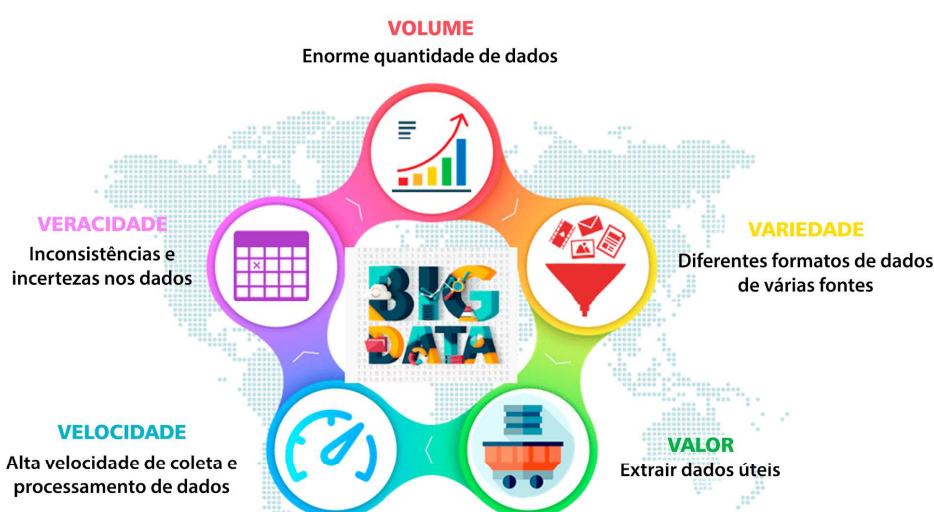 VOLUME
Enorme quantidade de dados
VERACIDADE
Inconsistências e
incertezas nos dados
VARIEDADE
Diferentes formatos de dados
de várias fontes
BIG
DATA
VELOCIDADE
Alta velocidade de coleta e
processamento de dados
VALOR
Extrair dados úteis